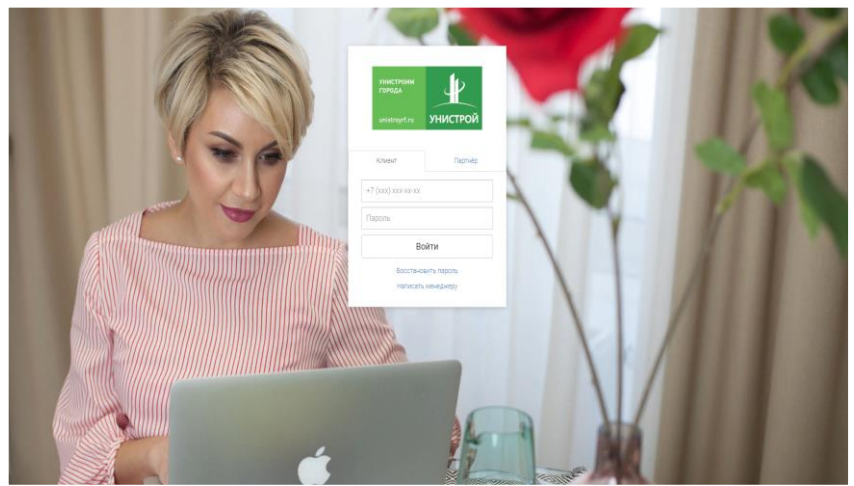 УНИСТРОИМ
ГОРОДА
unistroyrf.ru
УНИСТРОЙ
Клиент
Партнёр
+7 (xxx) xxx-xx-xx
Пароль
Войти
Восстановить пароль
Написать менеджеру